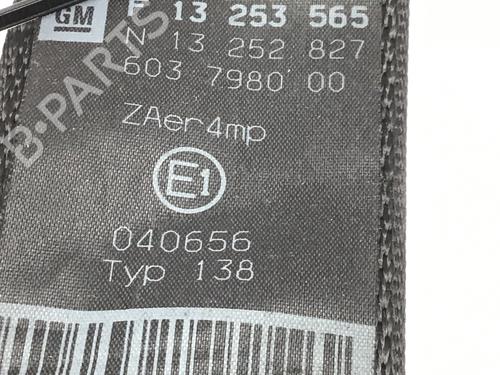 GM F 13 253 565
N 13 252 827
603 7980 00
ZAer4mp
E1
040656
Typ 138
B-PARTS